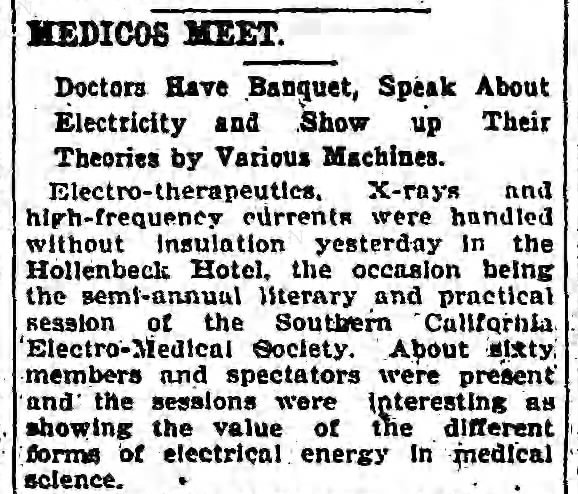 MEDICOS MEET.
Doctors Have Banquet, Speak About
Electricity and Show up Their
Theories by Various Machines.
Electro-therapeutics, X-rays and
high-frequency currents were handled
without insulation yesterday in the
Hollenbeck Hotel, the occasion being
the semi-annual literary and practical
session of the Southern California
Electro-Medical Society. About sixty
members and spectators were present
and the sessions were interesting as
showing the value of the different
forms of electrical energy in medical
science.